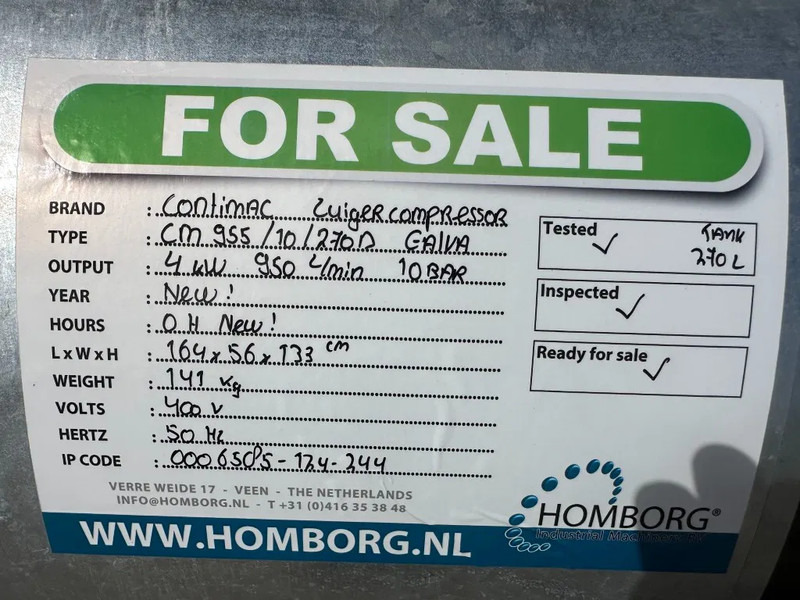 FOR SALE
BRAND : Contimac Zuigercompressor
TYPE : CM 955/10/270D GALVA
OUTPUT : 4 kW 950 l/min 10 BAR
YEAR : New!
HOURS : 0 H New!
L x W x H : 164 x 56 x 133 cm
WEIGHT : 141 kg
VOLTS : 400 V
HERTZ : 50 Hz
IP CODE : 0006505-124-244
Tested ✓ TANK
270 L
Inspected ✓
Ready for sale ✓
VERRE WEIDE 17 - VEEN - THE NETHERLANDS
INFO@HOMBORG.NL - T +31 (0)416 35 38 48
WWW.HOMBORG.NL
HOMBORG®
Industrial Machinery